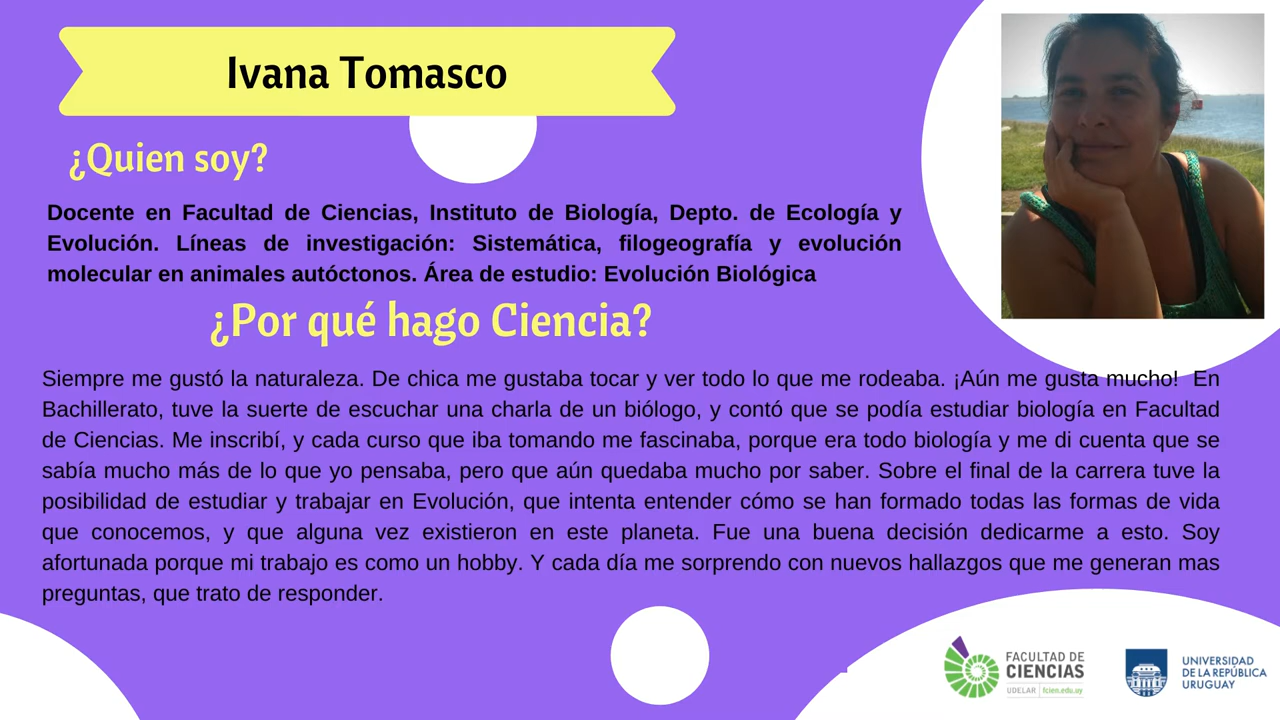 Ivana Tomasco
¿Quien soy?
Docente en Facultad de Ciencias, Instituto de Biología, Depto. de Ecología y
Evolución. Líneas de investigación: Sistemática, filogeografía y evolución
molecular en animales autóctonos. Área de estudio: Evolución Biológica
¿Por qué hago Ciencia?
Siempre me gustó la naturaleza. De chica me gustaba tocar y ver todo lo que me rodeaba. ¡Aún me gusta mucho! En
Bachillerato, tuve la suerte de escuchar una charla de un biólogo, y contó que se podía estudiar biología en Facultad
de Ciencias. Me inscribí, y cada curso que iba tomando me fascinaba, porque era todo biología y me di cuenta que se
sabía mucho más de lo que yo pensaba, pero que aún quedaba mucho por saber. Sobre el final de la carrera tuve la
posibilidad de estudiar y trabajar en Evolución, que intenta entender cómo se han formado todas las formas de vida
que conocemos, y que alguna vez existieron en este planeta. Fue una buena decisión dedicarme a esto. Soy
afortunada porque mi trabajo es como un hobby. Y cada día me sorprendo con nuevos hallazgos que me generan mas
preguntas, que trato de responder.
FACULTAD DE
CIENCIAS
UDELAR | fcien.edu.uy
UNIVERSIDAD
DE LA REPÚBLICA
URUGUAY